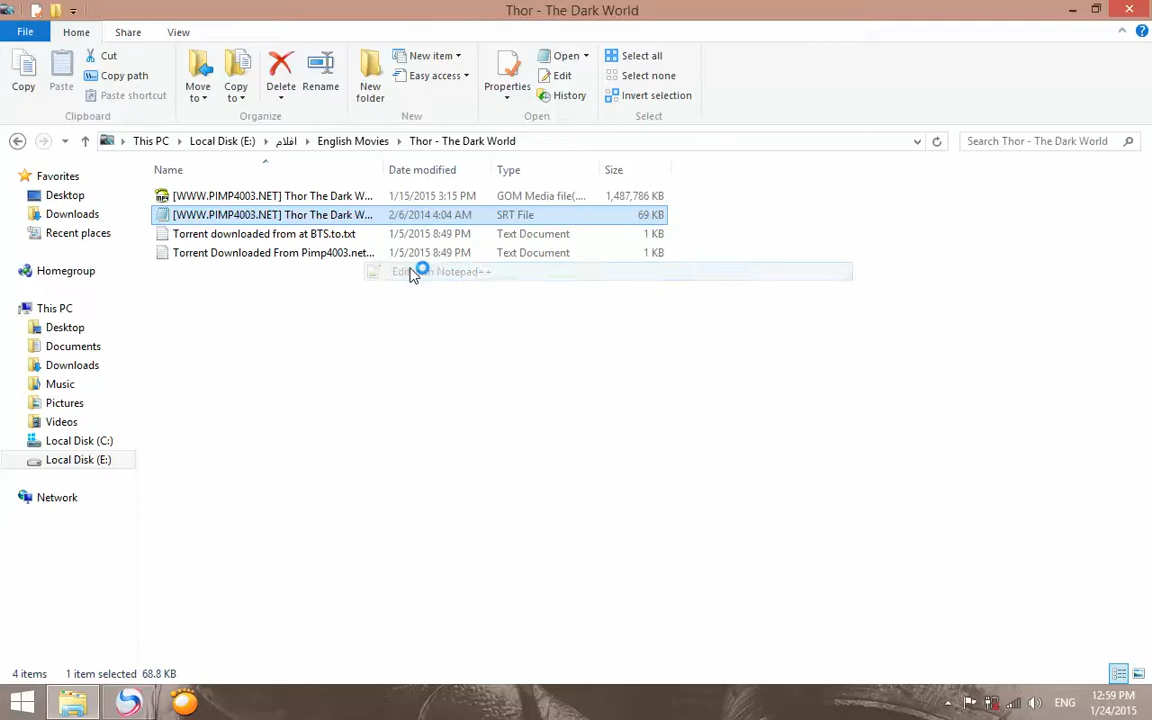 Thor - The Dark World
File Home Share View
Copy Paste Cut Copy path Paste shortcut
Move to Copy to Delete Rename
New folder New item Easy access
Properties Open Edit History
Select all Select none Invert selection
Clipboard Organize New Open Select
This PC Local Disk (E:) افلام English Movies Thor - The Dark World Search Thor - The Dark World
Name Date modified Type Size
[WWW.PIMP4003.NET] Thor The Dark W... 1/15/2015 3:15 PM GOM Media file(.... 1,487,786 KB
[WWW.PIMP4003.NET] Thor The Dark W... 2/6/2014 4:04 AM SRT File 69 KB
Torrent downloaded from at BTS.to.txt 1/5/2015 8:49 PM Text Document 1 KB
Torrent Downloaded From Pimp4003.net... 1/5/2015 8:49 PM Text Document 1 KB
Notepad++
Favorites
Desktop
Downloads
Recent places
Homegroup
This PC
Desktop
Documents
Downloads
Music
Pictures
Videos
Local Disk (C:)
Local Disk (E:)
Network
4 items 1 item selected 68.8 KB
ENG
12:59 PM
1/24/2015